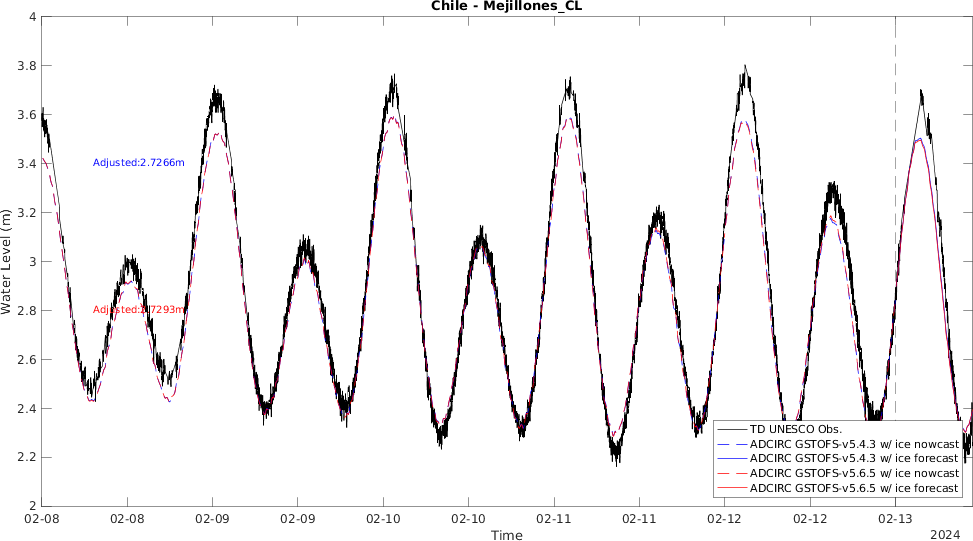 Chile - Mejillones_CL
4
3.8
3.6
3.4
3.2
3
2.8
2.6
2.4
2.2
2
Water Level (m)
Adjusted:2.7266m
Adjusted:2.7293m
TD UNESCO Obs.
ADCIRC GSTOFS-v5.4.3 w/ ice nowcast
ADCIRC GSTOFS-v5.4.3 w/ ice forecast
ADCIRC GSTOFS-v5.6.5 w/ ice nowcast
ADCIRC GSTOFS-v5.6.5 w/ ice forecast
02-08 02-08 02-09 02-09 02-10 02-10 02-11 02-11 02-12 02-12 02-13
Time
2024